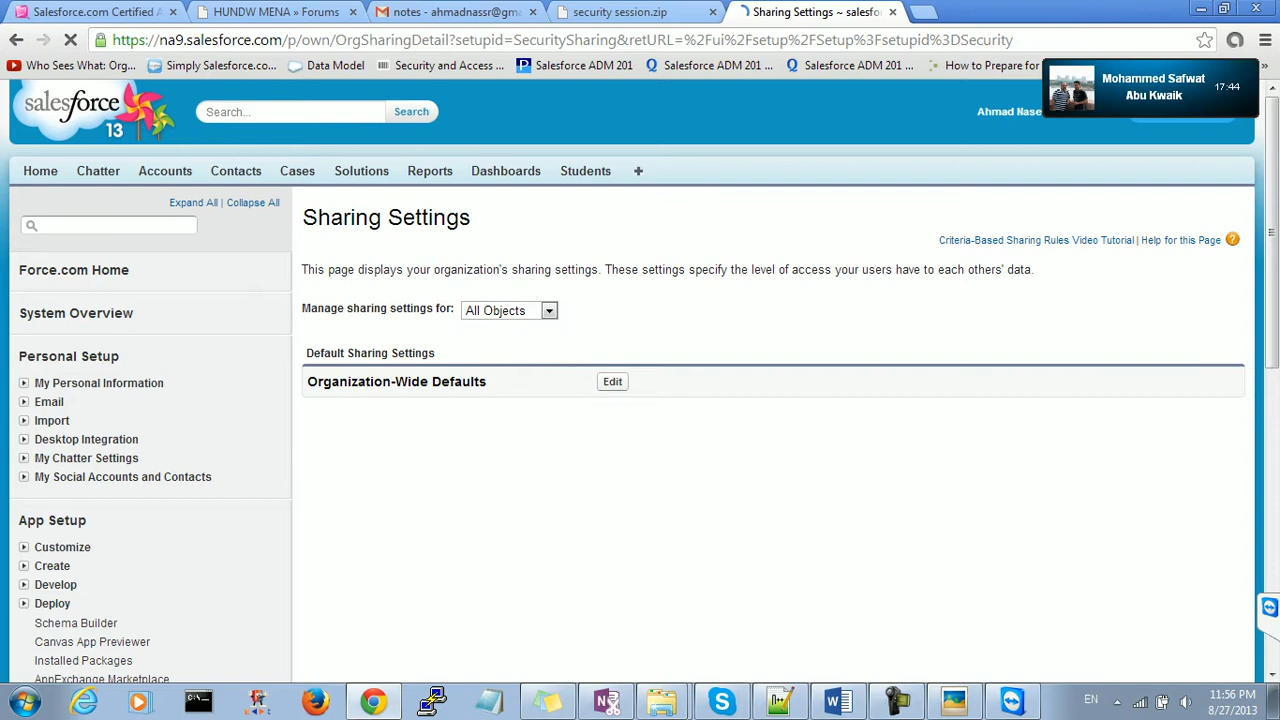 Salesforce.com Certified A
HUNDW MENA » Forums
notes - ahmadnassr@gma
security session.zip
Sharing Settings ~ salesfo
https://na9.salesforce.com/p/own/OrgSharingDetail?setupid=SecuritySharing&retURL=%2Fui%2Fsetup%2FSetup%3Fsetupid%3DSecurity
Who Sees What: Org...
Simply Salesforce.co...
Data Model
Security and Access ...
Salesforce ADM 201
Salesforce ADM 201 ...
Salesforce ADM 201 ...
How to Prepare for
»
Mohammed Safwat
Abu Kwaik
17:44
salesforce
13
Search...
Search
Ahmad Nase
Home
Chatter
Accounts
Contacts
Cases
Solutions
Reports
Dashboards
Students
Expand All | Collapse All
Force.com Home
System Overview
Personal Setup
My Personal Information
Email
Import
Desktop Integration
My Chatter Settings
My Social Accounts and Contacts
App Setup
Customize
Create
Develop
Deploy
Schema Builder
Canvas App Previewer
Installed Packages
AppExchange Marketplace
Sharing Settings
Criteria-Based Sharing Rules Video Tutorial | Help for this Page
This page displays your organization's sharing settings. These settings specify the level of access your users have to each others' data.
Manage sharing settings for: All Objects
Default Sharing Settings
Organization-Wide Defaults
Edit
EN
11:56 PM
8/27/2013